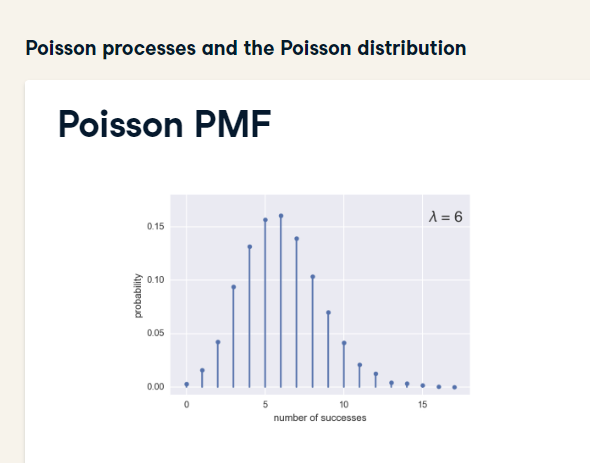 Poisson processes and the Poisson distribution
Poisson PMF
λ = 6
0.15
0.10
0.05
0.00
probability
0 5 10 15
number of successes